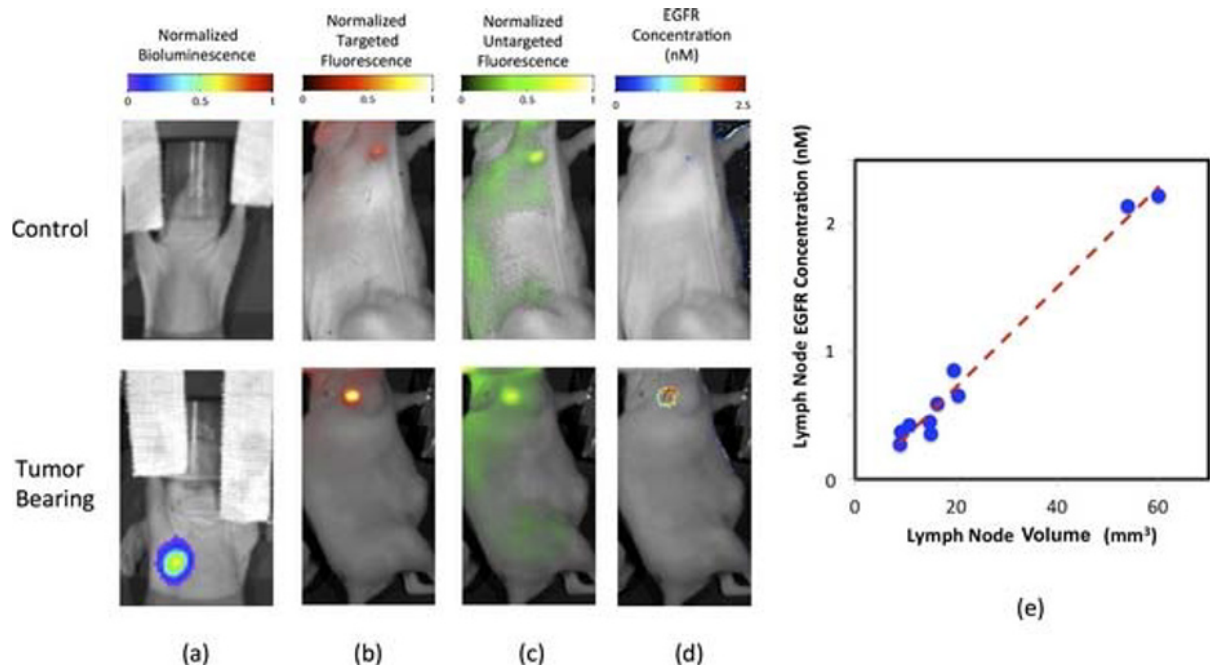 Normalized
Bioluminescence
0
0.5
1
Normalized
Targeted
Fluorescence
0
0.5
1
Normalized
Untargeted
Fluorescence
0
0.5
1
EGFR
Concentration
(nM)
0
2.5
Control
Tumor
Bearing
(a)
(b)
(c)
(d)
Lymph Node EGFR Concentration (nM)
2
1
0
0
20
40
60
Lymph Node Volume (mm³)
(e)